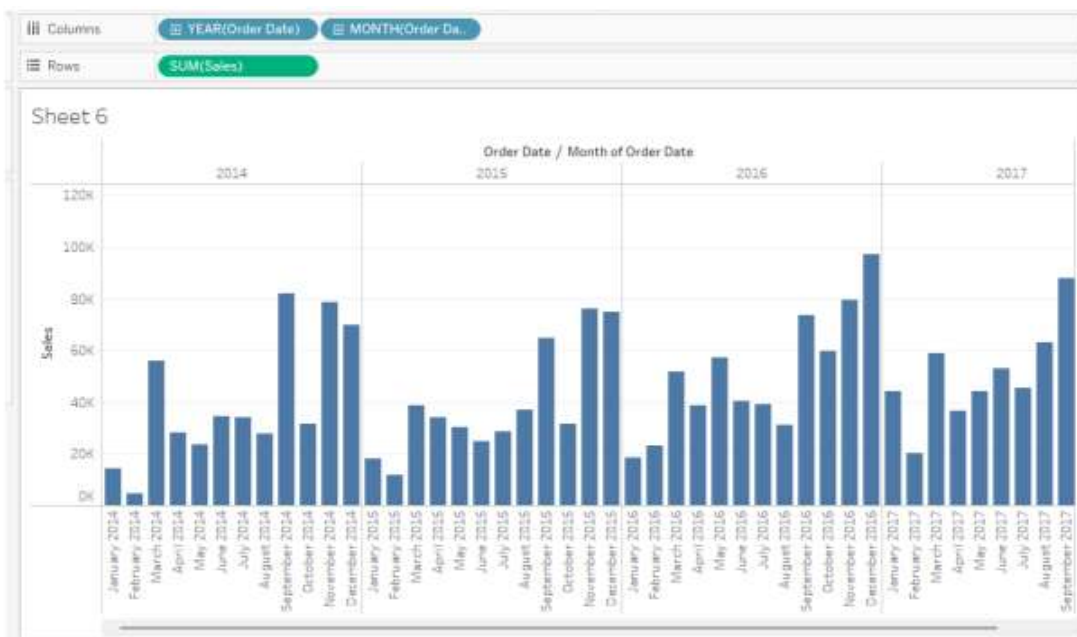 Columns
YEAR(Order Date)
MONTH(Order Da..
Rows
SUM(Sales)
Sheet 6
Order Date / Month of Order Date
2014
2015
2016
2017
120K
100K
80K
60K
40K
20K
0K
Sales
January 2014
February 2014
March 2014
April 2014
May 2014
June 2014
July 2014
August 2014
September 2014
October 2014
November 2014
December 2014
January 2015
February 2015
March 2015
April 2015
May 2015
June 2015
July 2015
August 2015
September 2015
October 2015
November 2015
December 2015
January 2016
February 2016
March 2016
April 2016
May 2016
June 2016
July 2016
August 2016
September 2016
October 2016
November 2016
December 2016
January 2017
February 2017
March 2017
April 2017
May 2017
June 2017
July 2017
August 2017
September 2017